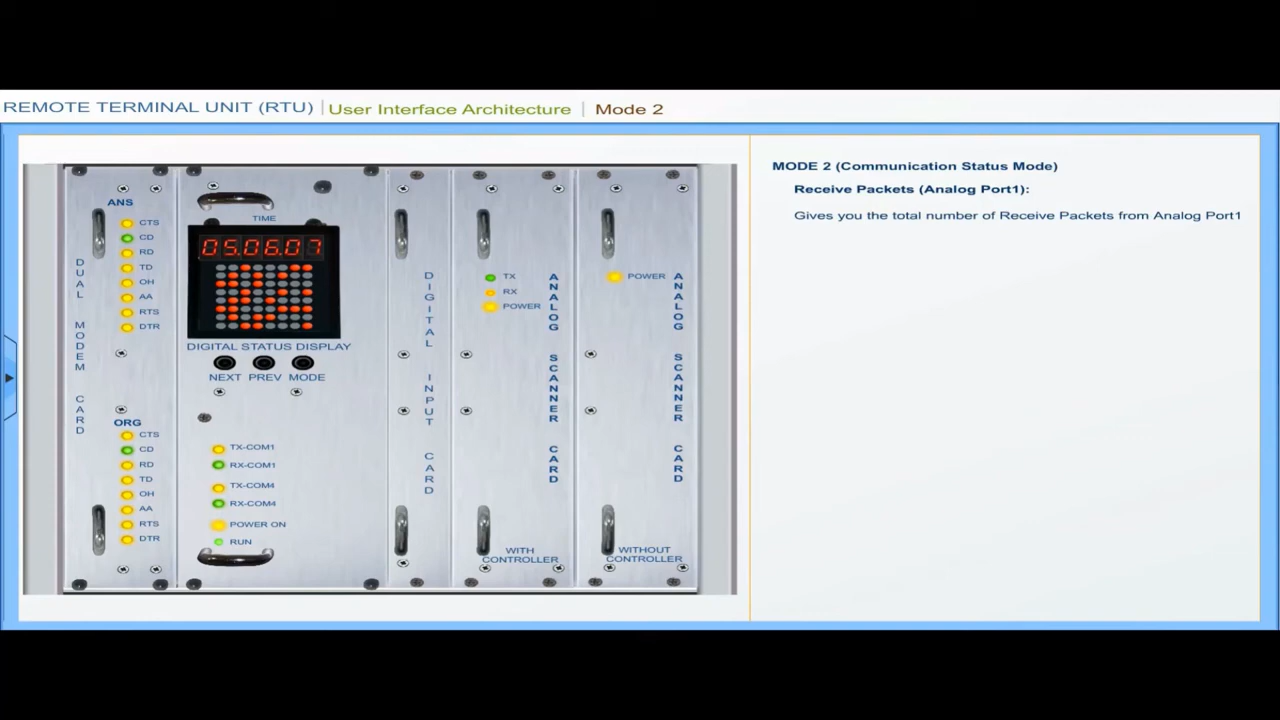 REMOTE TERMINAL UNIT (RTU) | User Interface Architecture | Mode 2
ANS
CTS
CD
RD
TD
OH
AA
RTS
DTR
DUAL MODEM CARD
ORG
CTS
CD
RD
TD
OH
AA
RTS
DTR
TIME
05.06.07
DIGITAL STATUS DISPLAY
NEXT PREV MODE
TX-COM1
RX-COM1
TX-COM4
RX-COM4
POWER ON
RUN
DIGITAL INPUT CARD
TX
RX
POWER
ANALOG SCANNER CARD
WITH
CONTROLLER
POWER
ANALOG SCANNER CARD
WITHOUT
CONTROLLER
MODE 2 (Communication Status Mode)
Receive Packets (Analog Port1):
Gives you the total number of Receive Packets from Analog Port1